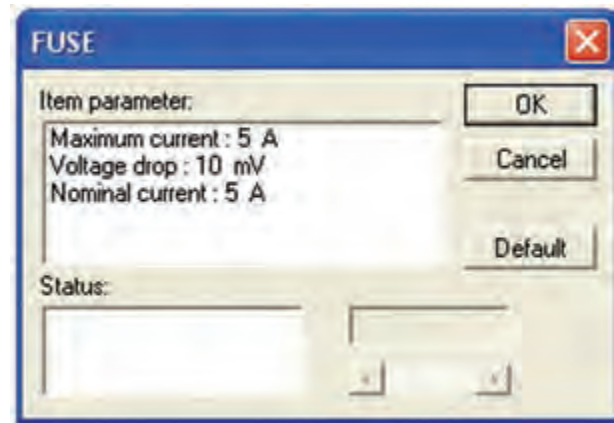 FUSE
Item parameter:
Maximum current : 5 A
Voltage drop : 10 mV
Nominal current : 5 A
OK
Cancel
Default
Status: